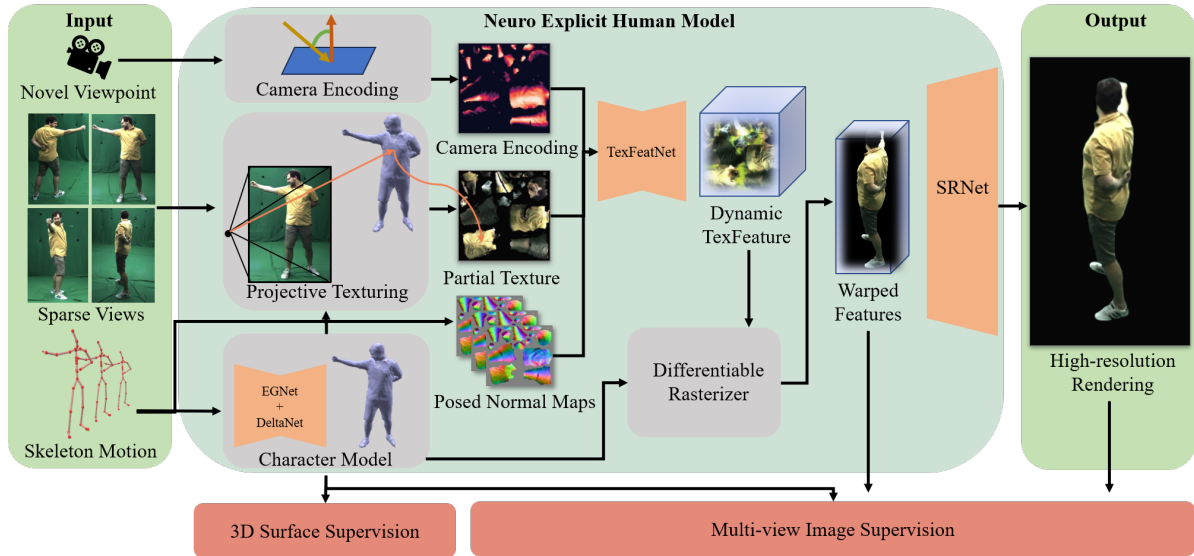 Input
Novel Viewpoint
Sparse Views
Skeleton Motion
Neuro Explicit Human Model
Camera Encoding
Projective Texturing
EGNet
+
DeltaNet
Character Model
Camera Encoding
Partial Texture
Posed Normal Maps
TexFeatNet
Dynamic
TexFeature
Differentiable
Rasterizer
Warped
Features
SRNet
Output
High-resolution
Rendering
3D Surface Supervision
Multi-view Image Supervision